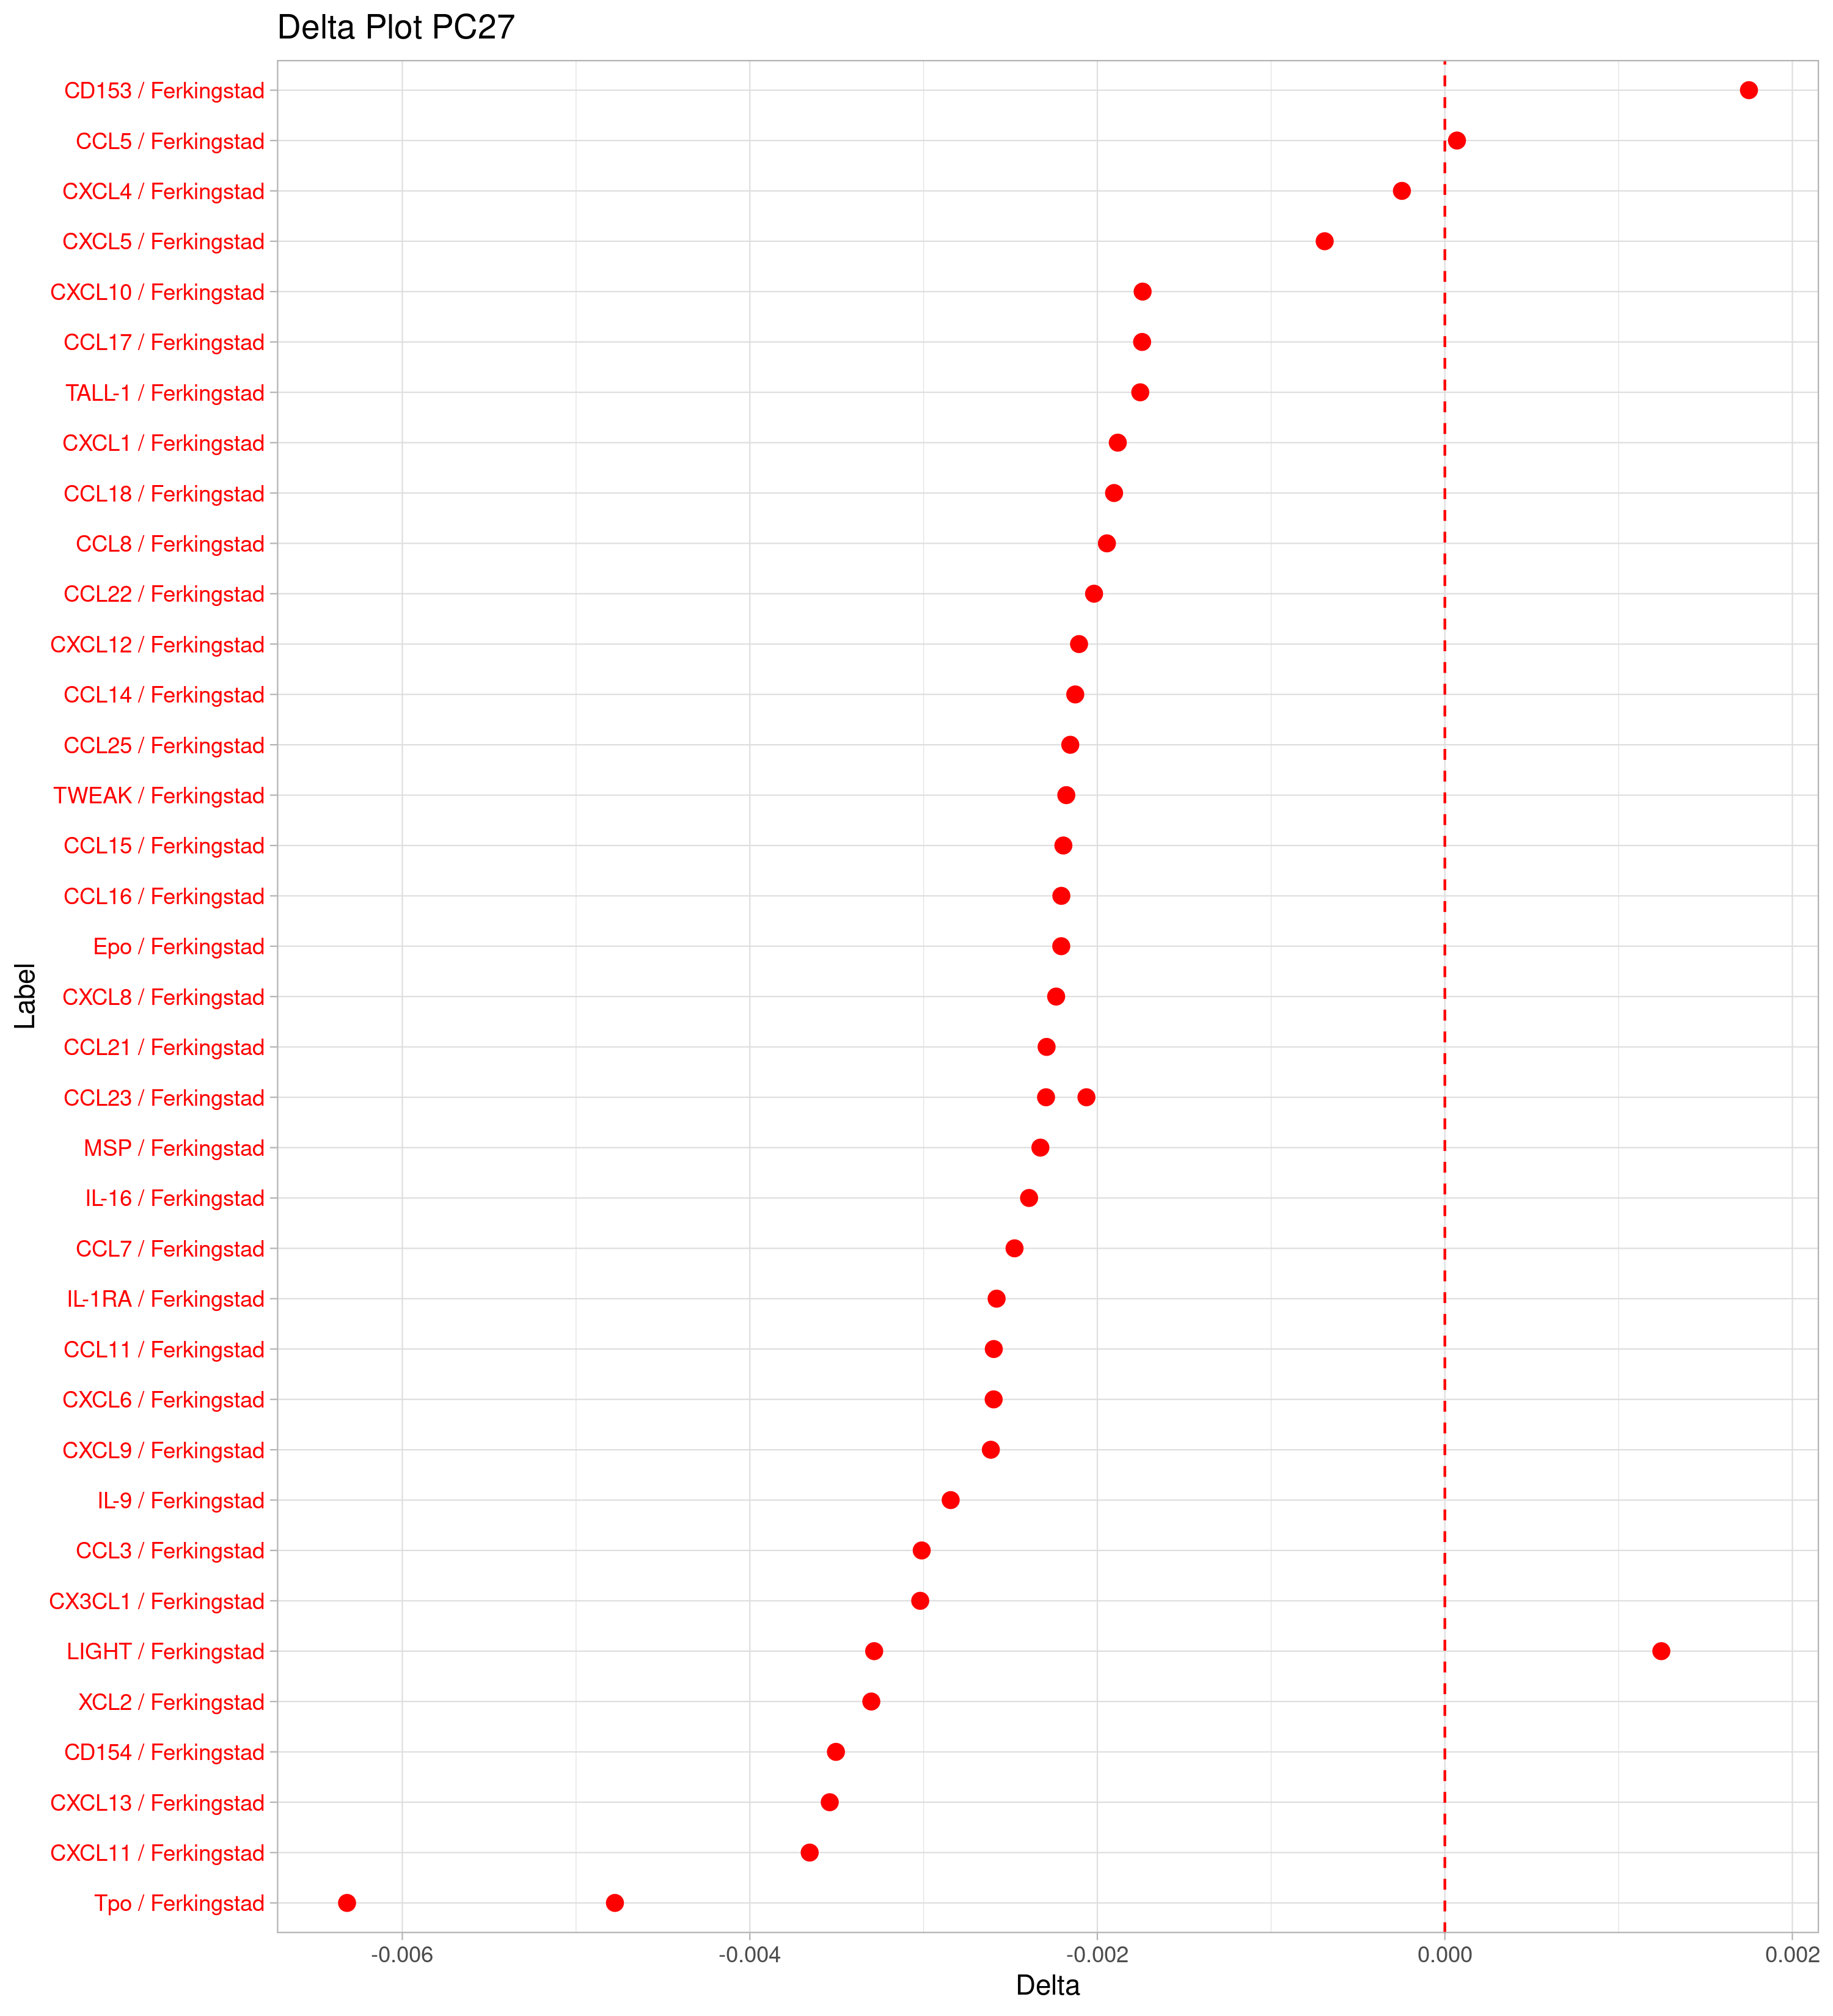 Delta Plot PC27
CD153 / Ferkingstad
CCL5 / Ferkingstad
CXCL4 / Ferkingstad
CXCL5 / Ferkingstad
CXCL10 / Ferkingstad
CCL17 / Ferkingstad
TALL-1 / Ferkingstad
CXCL1 / Ferkingstad
CCL18 / Ferkingstad
CCL8 / Ferkingstad
CCL22 / Ferkingstad
CXCL12 / Ferkingstad
CCL14 / Ferkingstad
CCL25 / Ferkingstad
TWEAK / Ferkingstad
CCL15 / Ferkingstad
CCL16 / Ferkingstad
Epo / Ferkingstad
CXCL8 / Ferkingstad
CCL21 / Ferkingstad
CCL23 / Ferkingstad
MSP / Ferkingstad
IL-16 / Ferkingstad
CCL7 / Ferkingstad
IL-1RA / Ferkingstad
CCL11 / Ferkingstad
CXCL6 / Ferkingstad
CXCL9 / Ferkingstad
IL-9 / Ferkingstad
CCL3 / Ferkingstad
CX3CL1 / Ferkingstad
LIGHT / Ferkingstad
XCL2 / Ferkingstad
CD154 / Ferkingstad
CXCL13 / Ferkingstad
CXCL11 / Ferkingstad
Tpo / Ferkingstad
Label
-0.006 -0.004 -0.002 0.000 0.002
Delta